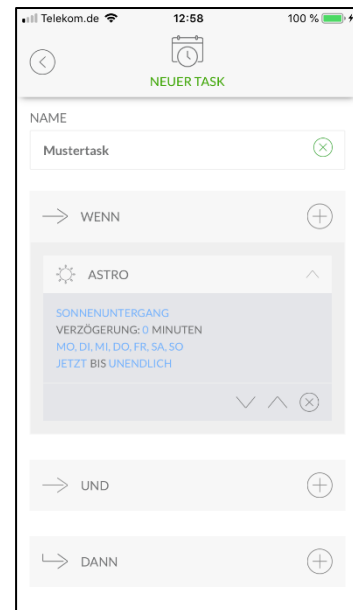 Telekom.de 12:58 100 %
NEUER TASK
NAME
Mustertask
WENN
ASTRO
SONNENUNTERGANG
VERZÖGERUNG: 0 MINUTEN
MO, DI, MI, DO, FR, SA, SO
JETZT BIS UNENDLICH
UND
DANN